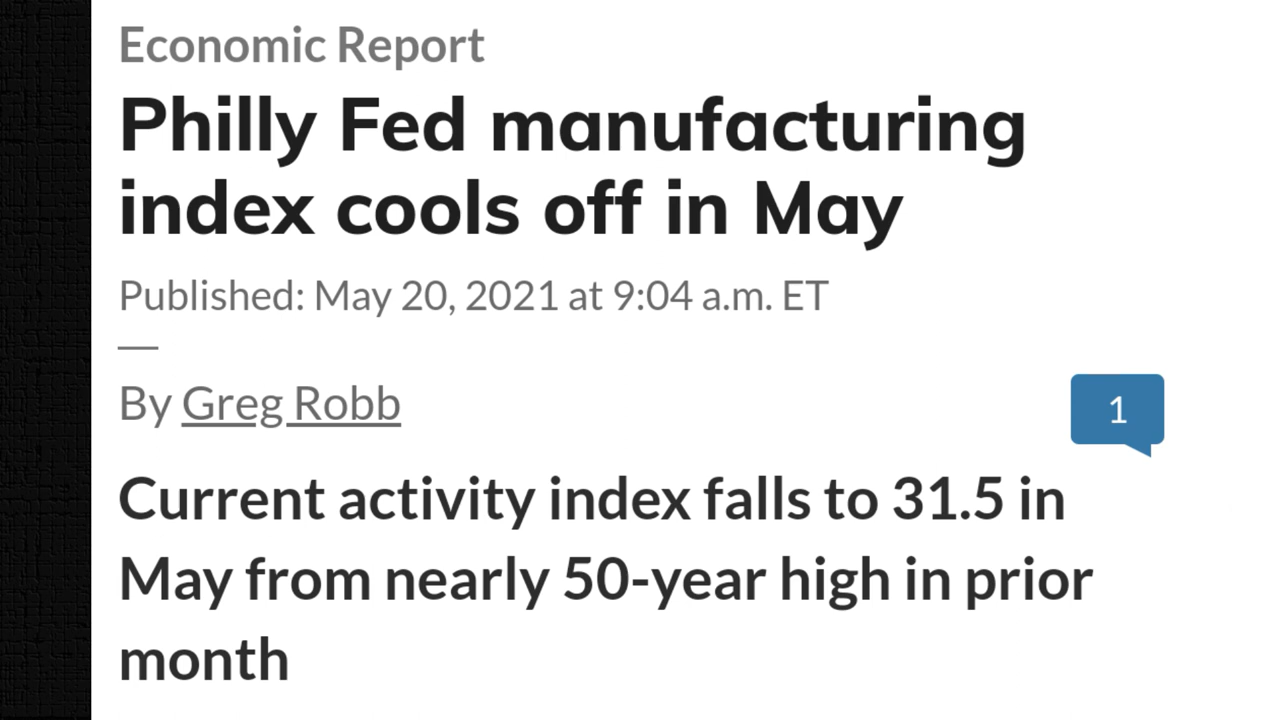 Economic Report
Philly Fed manufacturing
index cools off in May
Published: May 20, 2021 at 9:04 a.m. ET
—
By Greg Robb
1
Current activity index falls to 31.5 in
May from nearly 50-year high in prior
month